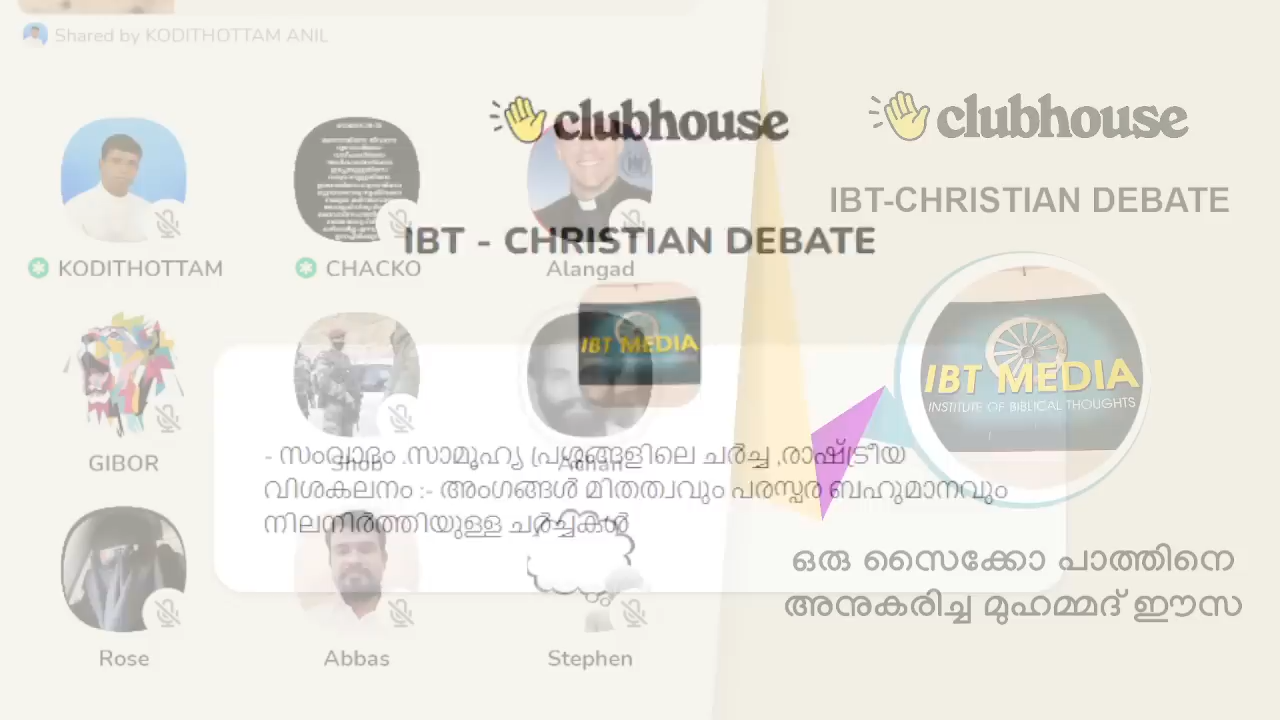 Shared by KODITHOTTAM ANIL
clubhouse
clubhouse
IBT-CHRISTIAN DEBATE
IBT - CHRISTIAN DEBATE
KODITHOTTAM
CHACKO
Alangad
IBT MEDIA
IBT MEDIA
INSTITUTE OF BIBLICAL THOUGHTS
GIBOR
Shob
Adnan
- സംവാദം .സാമൂഹ്യ പ്രശ്നങ്ങളിലെ ചർച്ച ,രാഷ്ട്രീയ
വിശകലനം :- അംഗങ്ങൾ മിതത്വവും പരസ്പര ബഹുമാനവും
നിലനിർത്തിയുള്ള ചർച്ചകൾ
ഒരു സൈക്കോ പാത്തിനെ
അനുകരിച്ച മുഹമ്മദ് ഈസ
Rose
Abbas
Stephen